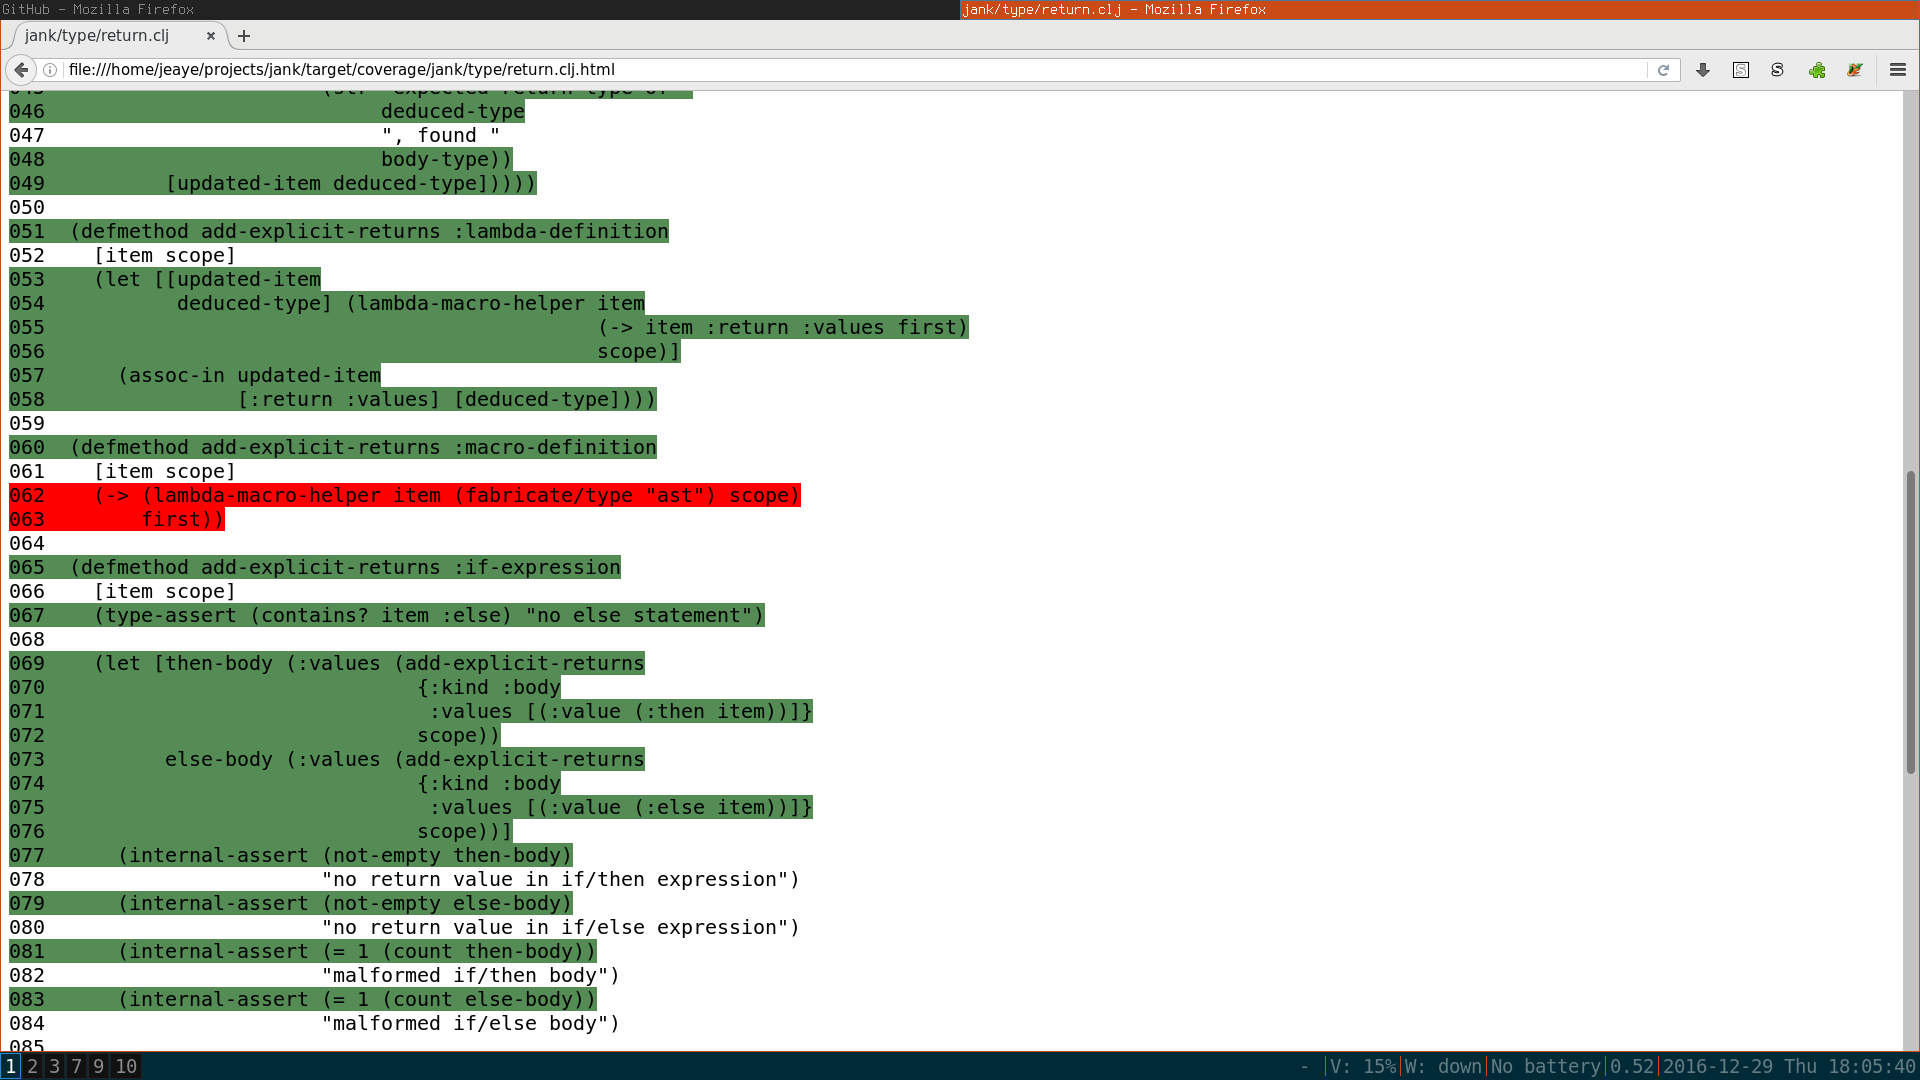 GitHub - Mozilla Firefox
jank/type/return.clj - Mozilla Firefox
jank/type/return.clj × +
file:///home/jeaye/projects/jank/target/coverage/jank/type/return.clj.html
045 (str "expected return type of "
046 deduced-type
047 ", found "
048 body-type))
049 [updated-item deduced-type]))))
050
051 (defmethod add-explicit-returns :lambda-definition
052 [item scope]
053 (let [[updated-item
054 deduced-type] (lambda-macro-helper item
055 (-> item :return :values first)
056 scope)]
057 (assoc-in updated-item
058 [:return :values] [deduced-type])))
059
060 (defmethod add-explicit-returns :macro-definition
061 [item scope]
062 (-> (lambda-macro-helper item (fabricate/type "ast") scope)
063 first))
064
065 (defmethod add-explicit-returns :if-expression
066 [item scope]
067 (type-assert (contains? item :else) "no else statement")
068
069 (let [then-body (:values (add-explicit-returns
070 {:kind :body
071 :values [(:value (:then item))]}
072 scope))
073 else-body (:values (add-explicit-returns
074 {:kind :body
075 :values [(:value (:else item))]}
076 scope))]
077 (internal-assert (not-empty then-body)
078 "no return value in if/then expression")
079 (internal-assert (not-empty else-body)
080 "no return value in if/else expression")
081 (internal-assert (= 1 (count then-body))
082 "malformed if/then body")
083 (internal-assert (= 1 (count else-body))
084 "malformed if/else body")
085
1 2 3 7 9 10
- |V: 15%|W: down|No battery|0.52|2016-12-29 Thu 18:05:40